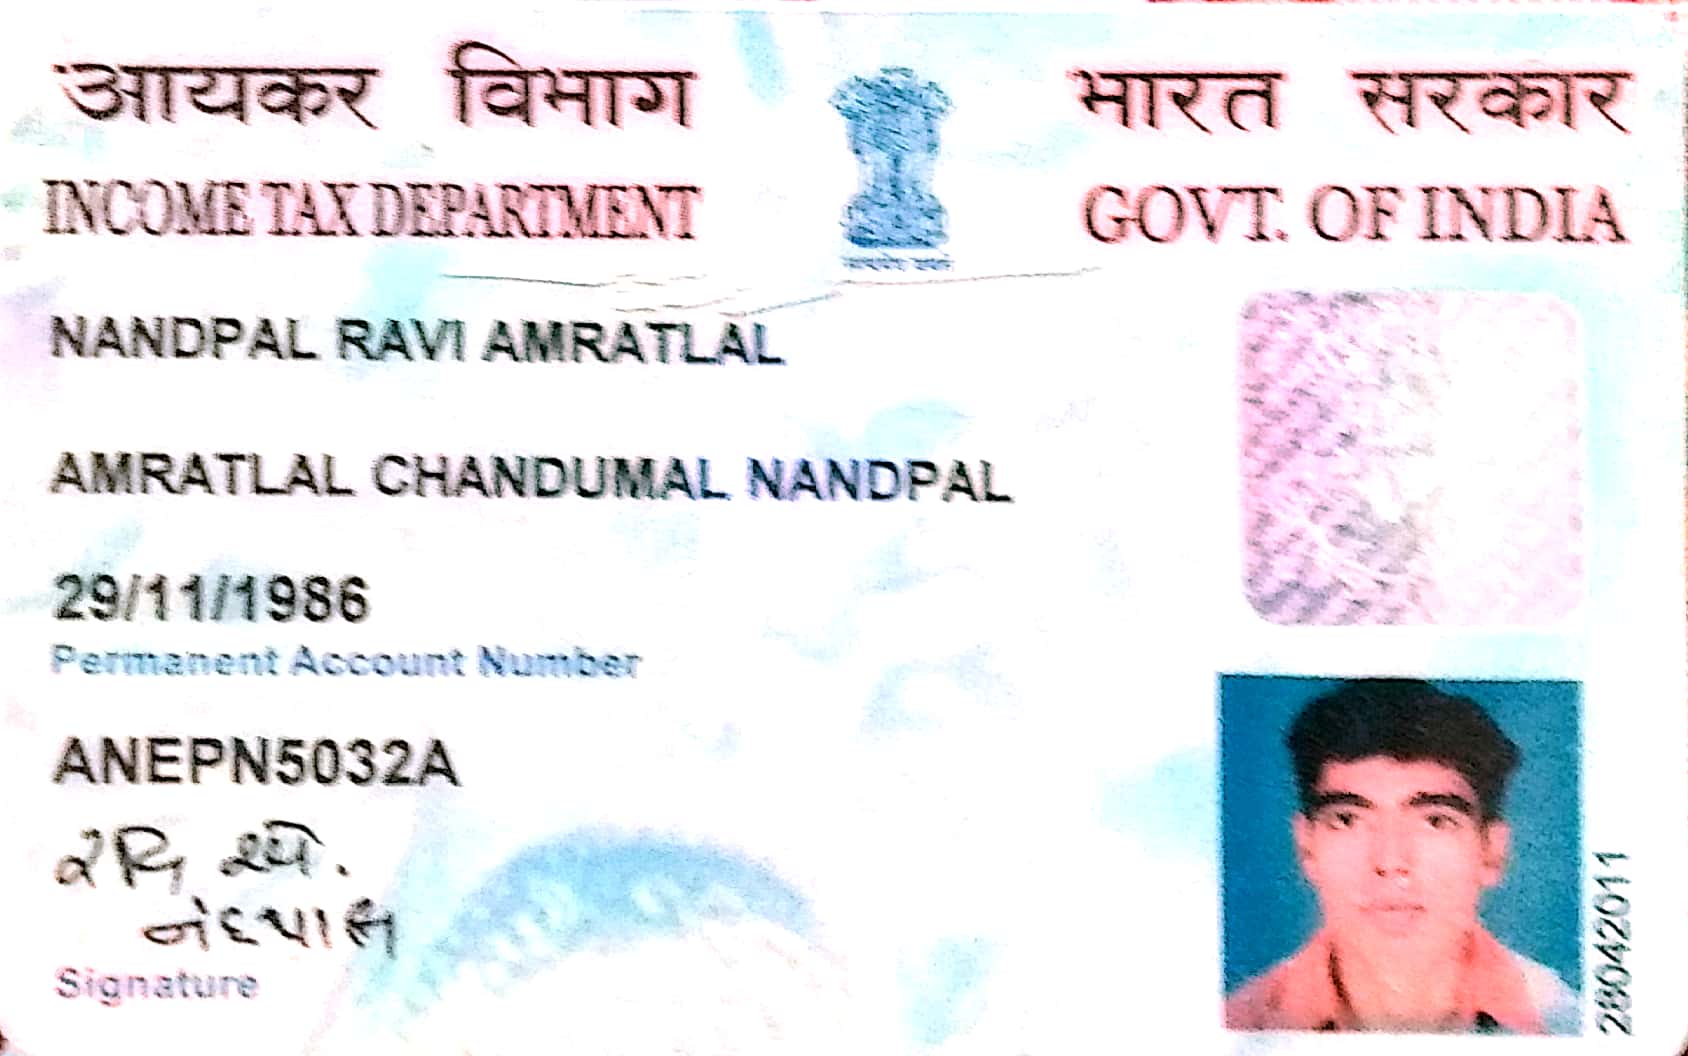 आयकर विभाग
INCOME TAX DEPARTMENT
भारत सरकार
GOVT. OF INDIA
NANDPAL RAVI AMRATLAL
AMRATLAL CHANDUMAL NANDPAL
29/11/1986
Permanent Account Number
ANEPN5032A
રવિ
નંદપાલ
Signature
28042011